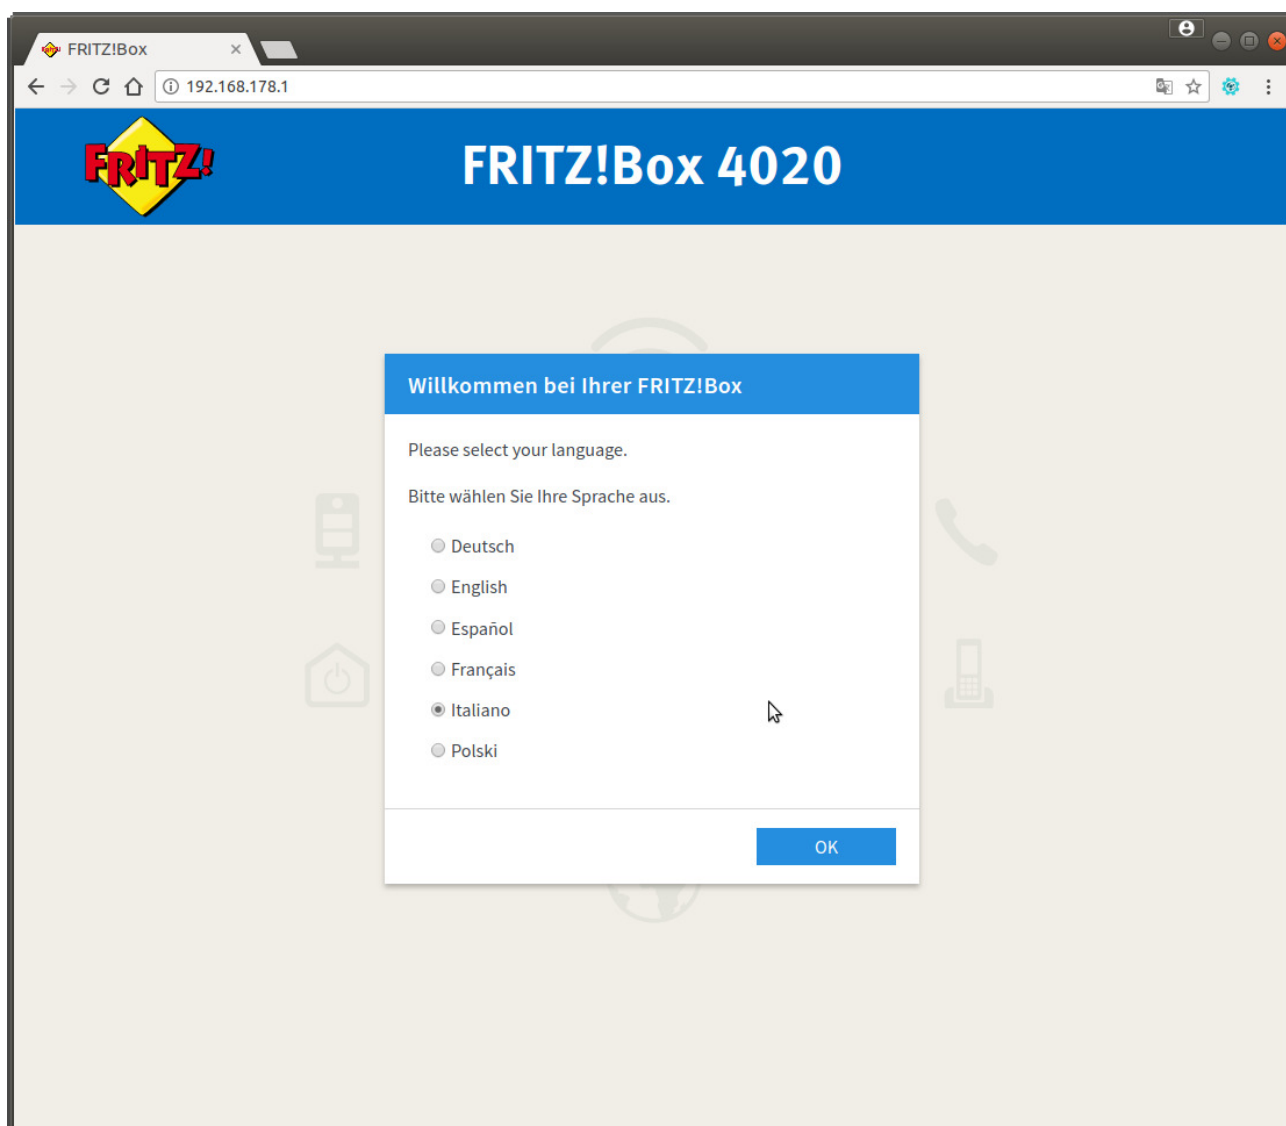 FRITZ!Box
192.168.178.1
FRITZ!
FRITZ!Box 4020
Willkommen bei Ihrer FRITZ!Box
Please select your language.
Bitte wählen Sie Ihre Sprache aus.
Deutsch
English
Español
Français
Italiano
Polski
OK